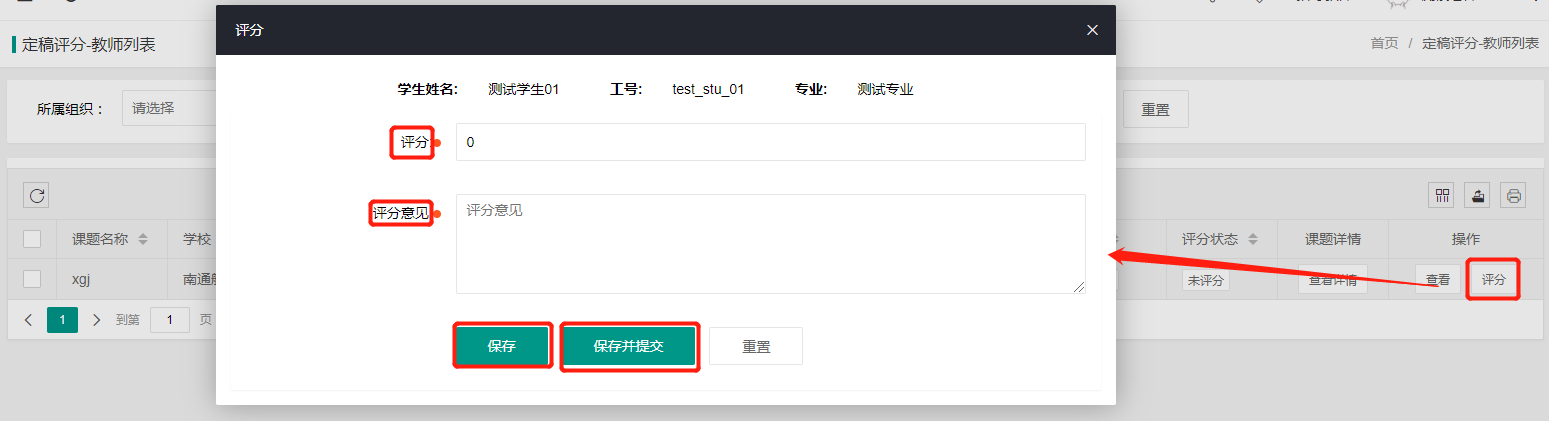 评分
定稿评分-教师列表
首页 / 定稿评分-教师列表
学生姓名: 测试学生01 工号: test_stu_01 专业: 测试专业
所属组织： 请选择
重置
评分: 0
评分意见 评分意见
课题名称 学校 评分状态 课题详情 操作
xgj 南通 未评分 查看详情 查看 评分
1 到第 1 页
保存 保存并提交 重置